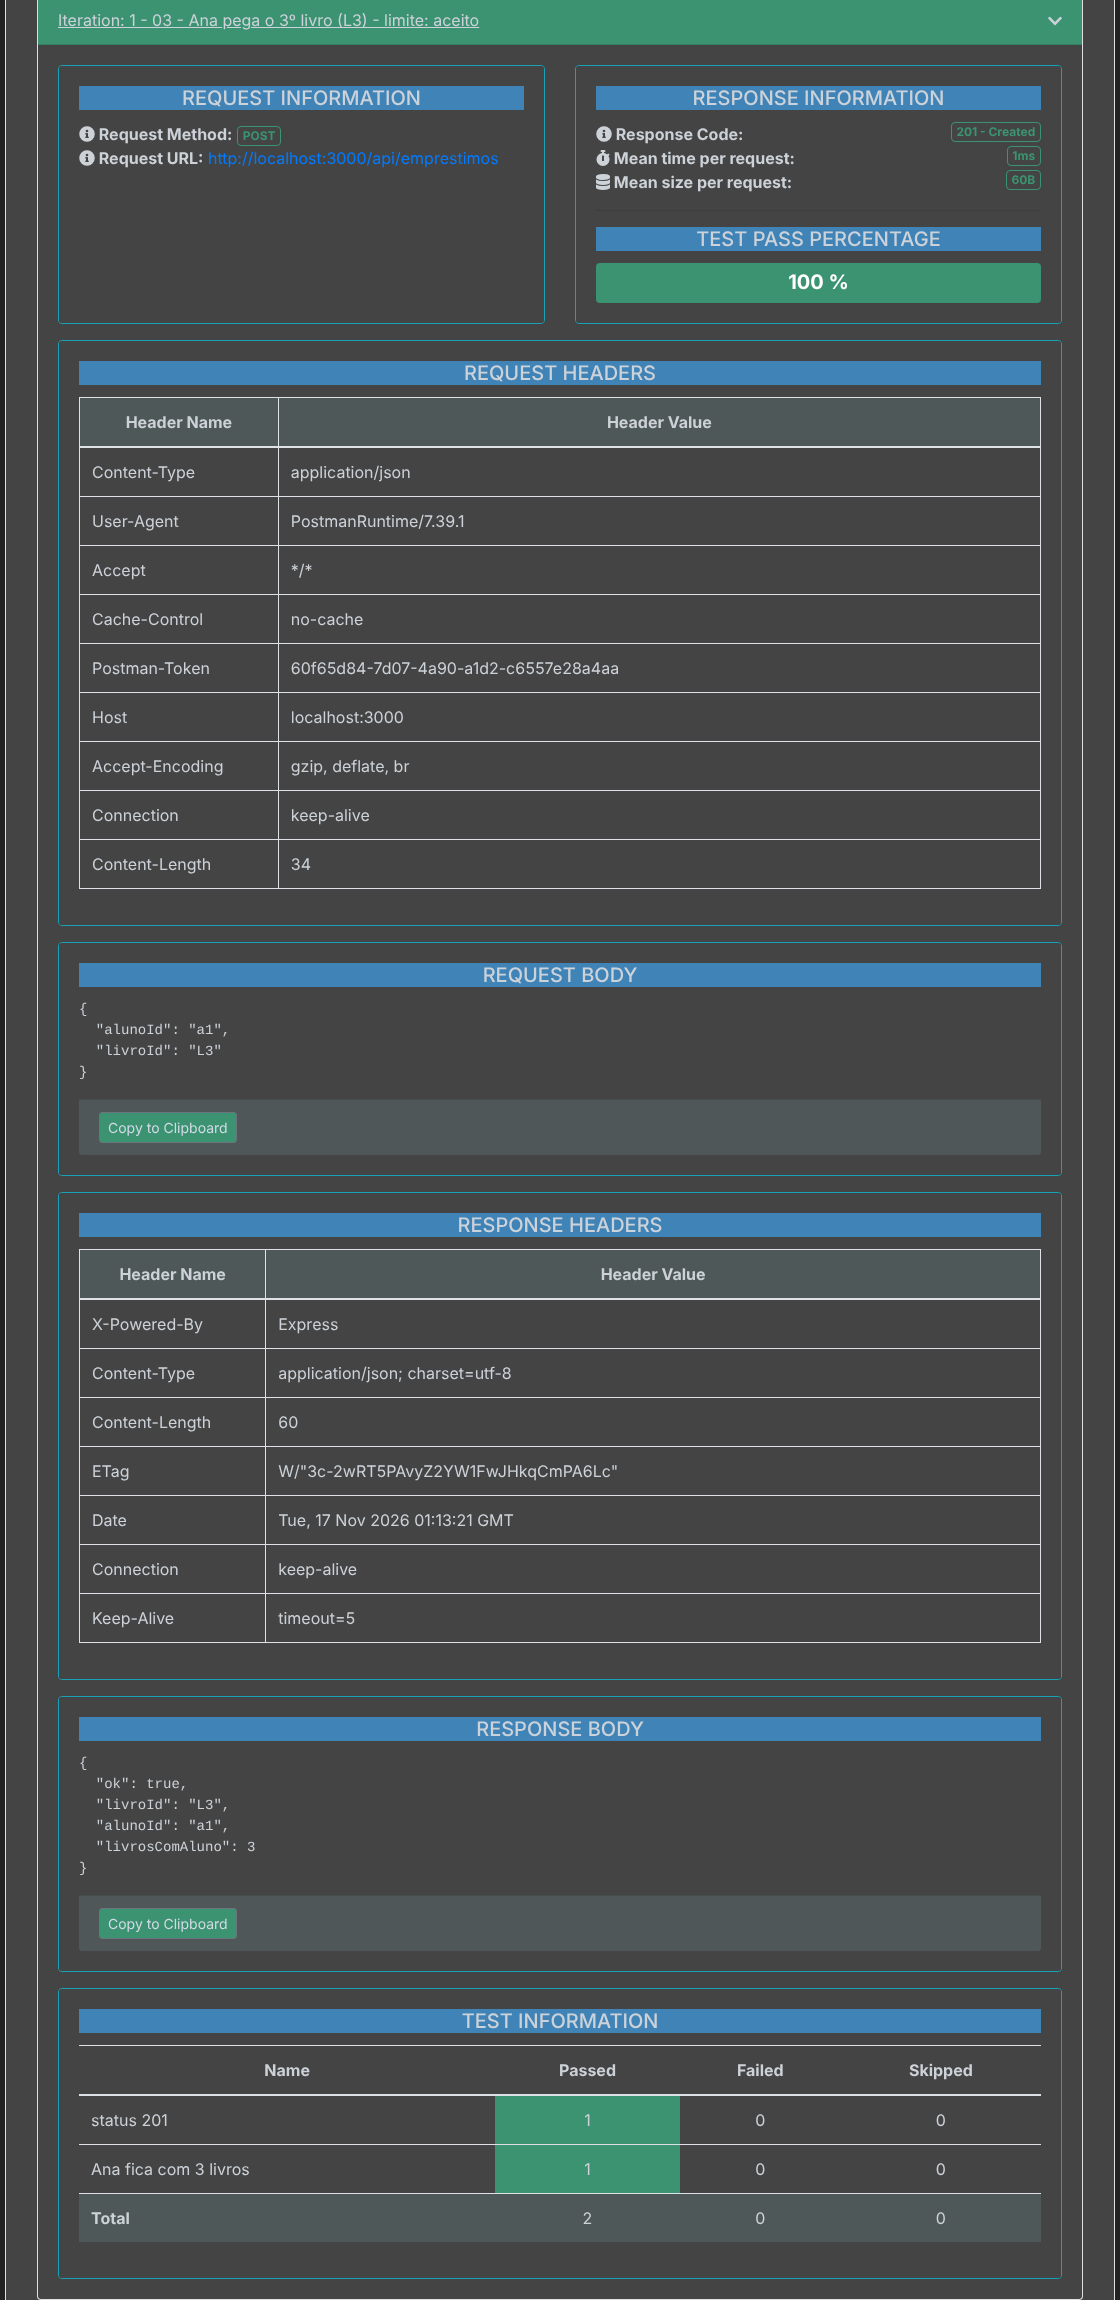 Iteration: 1 - 03 - Ana pega o 3º livro (L3) - limite: aceito
REQUEST INFORMATION
Request Method: POST
Request URL: http://localhost:3000/api/emprestimos
RESPONSE INFORMATION
Response Code: 201 - Created
Mean time per request: 1ms
Mean size per request: 60B
TEST PASS PERCENTAGE
100 %
REQUEST HEADERS
Header Name Header Value
Content-Type application/json
User-Agent PostmanRuntime/7.39.1
Accept */*
Cache-Control no-cache
Postman-Token 60f65d84-7d07-4a90-a1d2-c6557e28a4aa
Host localhost:3000
Accept-Encoding gzip, deflate, br
Connection keep-alive
Content-Length 34
REQUEST BODY
{
  "alunoId": "a1",
  "livroId": "L3"
}
Copy to Clipboard
RESPONSE HEADERS
Header Name Header Value
X-Powered-By Express
Content-Type application/json; charset=utf-8
Content-Length 60
ETag W/"3c-2wRT5PAvyZ2YW1FwJHkqCmPA6Lc"
Date Tue, 17 Nov 2026 01:13:21 GMT
Connection keep-alive
Keep-Alive timeout=5
RESPONSE BODY
{
  "ok": true,
  "livroId": "L3",
  "alunoId": "a1",
  "livrosComAluno": 3
}
Copy to Clipboard
TEST INFORMATION
Name Passed Failed Skipped
status 201 1 0 0
Ana fica com 3 livros 1 0 0
Total 2 0 0